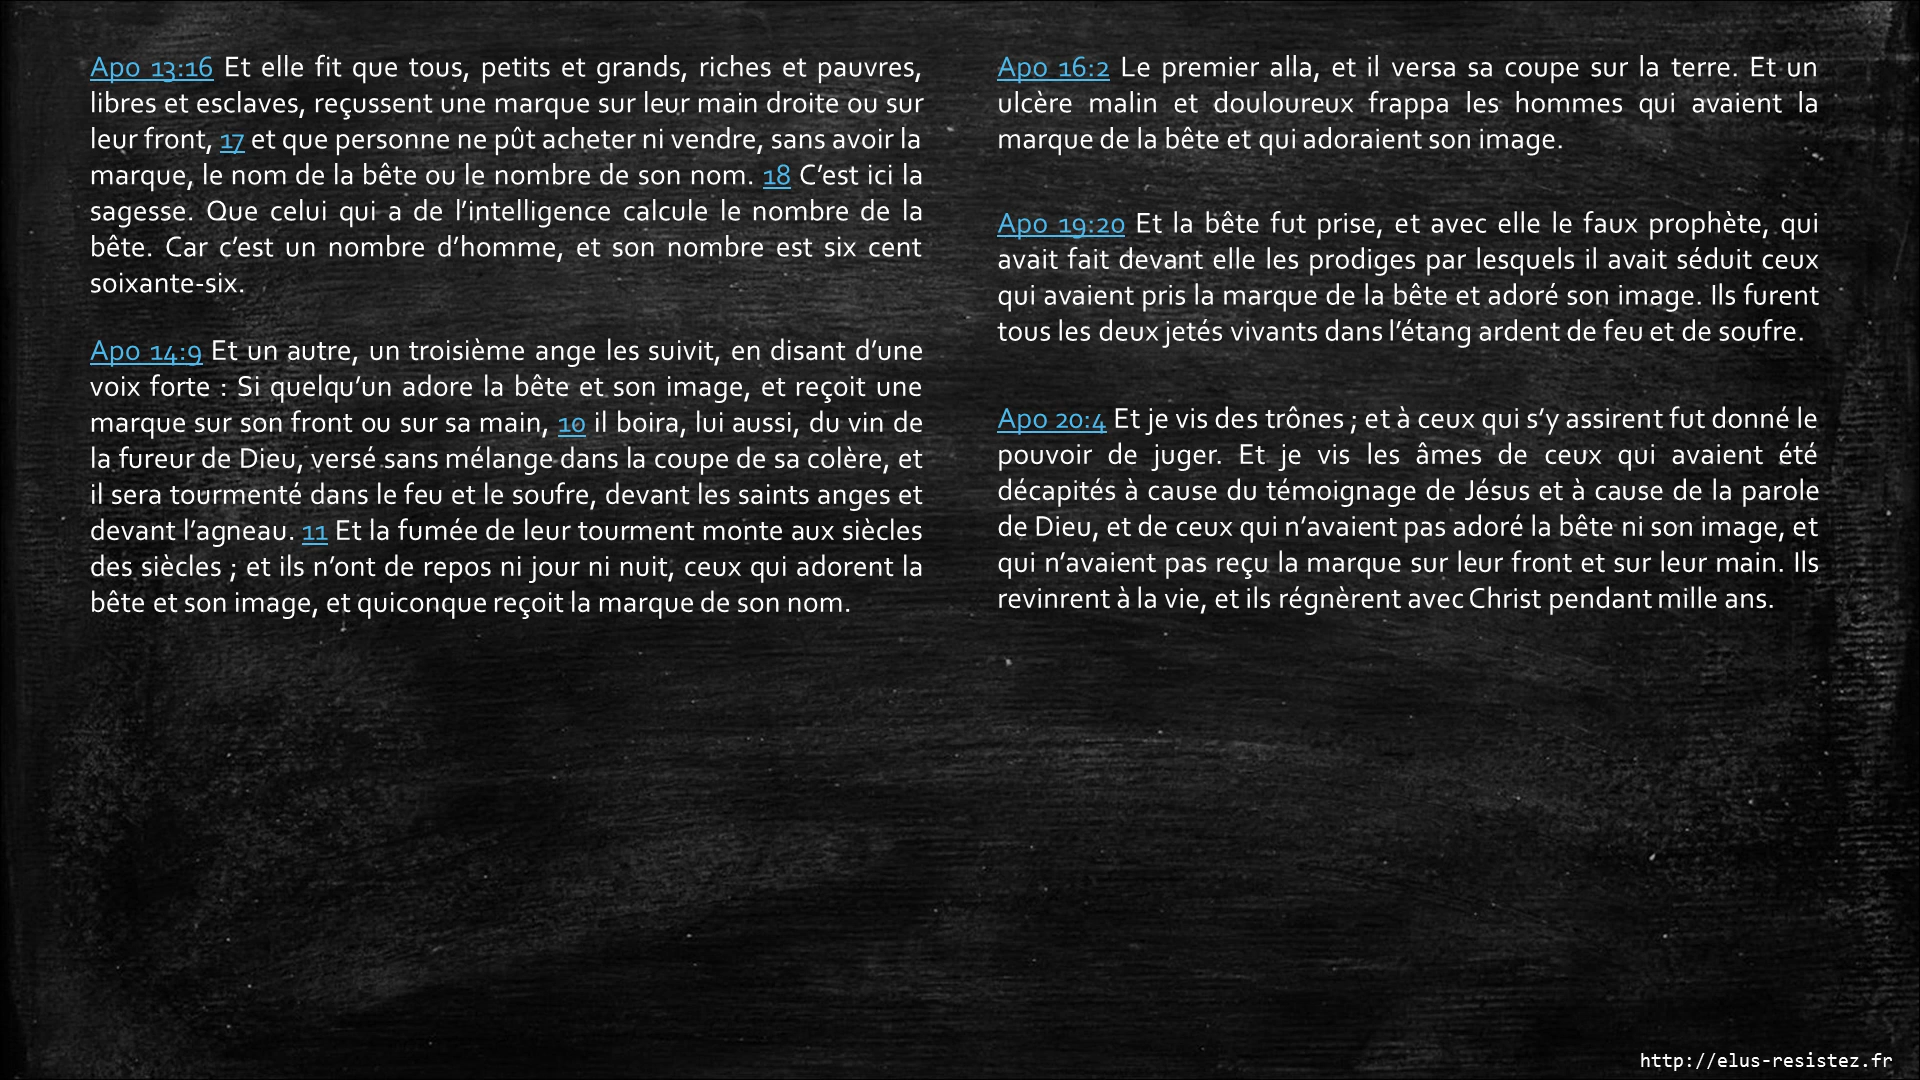 Apo 13:16 Et elle fit que tous, petits et grands, riches et pauvres,
libres et esclaves, reçussent une marque sur leur main droite ou sur
leur front, 17 et que personne ne pût acheter ni vendre, sans avoir la
marque, le nom de la bête ou le nombre de son nom. 18 C’est ici la
sagesse. Que celui qui a de l’intelligence calcule le nombre de la
bête. Car c’est un nombre d’homme, et son nombre est six cent
soixante-six.
Apo 14:9 Et un autre, un troisième ange les suivit, en disant d’une
voix forte : Si quelqu’un adore la bête et son image, et reçoit une
marque sur son front ou sur sa main, 10 il boira, lui aussi, du vin de
la fureur de Dieu, versé sans mélange dans la coupe de sa colère, et
il sera tourmenté dans le feu et le soufre, devant les saints anges et
devant l’agneau. 11 Et la fumée de leur tourment monte aux siècles
des siècles ; et ils n’ont de repos ni jour ni nuit, ceux qui adorent la
bête et son image, et quiconque reçoit la marque de son nom.
Apo 16:2 Le premier alla, et il versa sa coupe sur la terre. Et un
ulcère malin et douloureux frappa les hommes qui avaient la
marque de la bête et qui adoraient son image.
Apo 19:20 Et la bête fut prise, et avec elle le faux prophète, qui
avait fait devant elle les prodiges par lesquels il avait séduit ceux
qui avaient pris la marque de la bête et adoré son image. Ils furent
tous les deux jetés vivants dans l’étang ardent de feu et de soufre.
Apo 20:4 Et je vis des trônes ; et à ceux qui s’y assirent fut donné le
pouvoir de juger. Et je vis les âmes de ceux qui avaient été
décapités à cause du témoignage de Jésus et à cause de la parole
de Dieu, et de ceux qui n’avaient pas adoré la bête ni son image, et
qui n’avaient pas reçu la marque sur leur front et sur leur main. Ils
revinrent à la vie, et ils régnèrent avec Christ pendant mille ans.
http://elus-resistez.fr